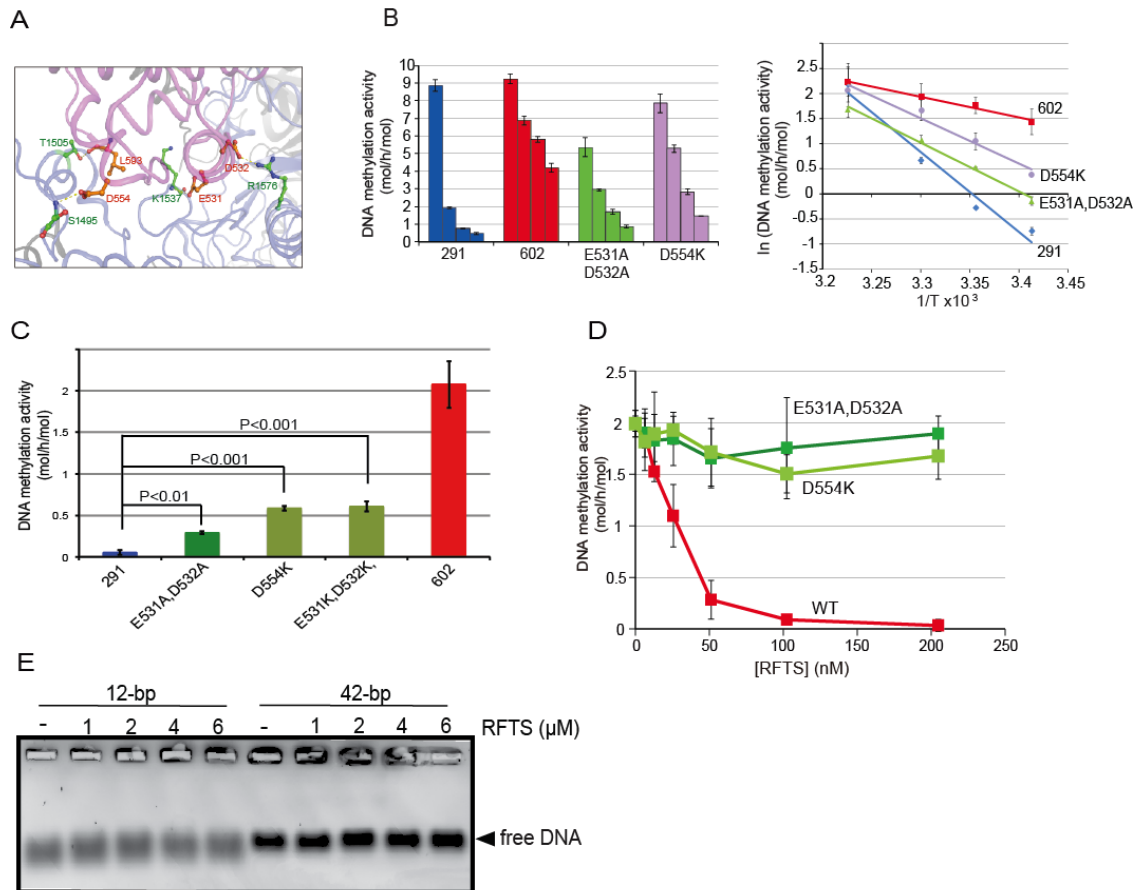 A
T1505
L593
D532
D554
K1537
E531
R1576
S1495
B
DNA methylation activity
(mol/h/mol)
10
9
8
7
6
5
4
3
2
1
0
291
602
E531A
D532A
D554K
ln (DNA methylation activity)
(mol/h/mol)
2.5
2
1.5
1
0.5
0
-0.5
-1
-1.5
602
D554K
E531A,D532A
291
3.2
3.25
3.3
3.35
3.4
3.45
1/T x10³
C
DNA methylation activity
(mol/h/mol)
2
1.5
1
0.5
0
P<0.001
P<0.001
P<0.01
291
E531A,D532A
D554K
E531K,D532K,
602
D
DNA methylation activity
(mol/h/mol)
2.5
2
1.5
1
0.5
0
E531A,D532A
D554K
WT
0
50
100
150
200
250
[RFTS] (nM)
E
12-bp
42-bp
- 1 2 4 6 - 1 2 4 6 RFTS (µM)
free DNA